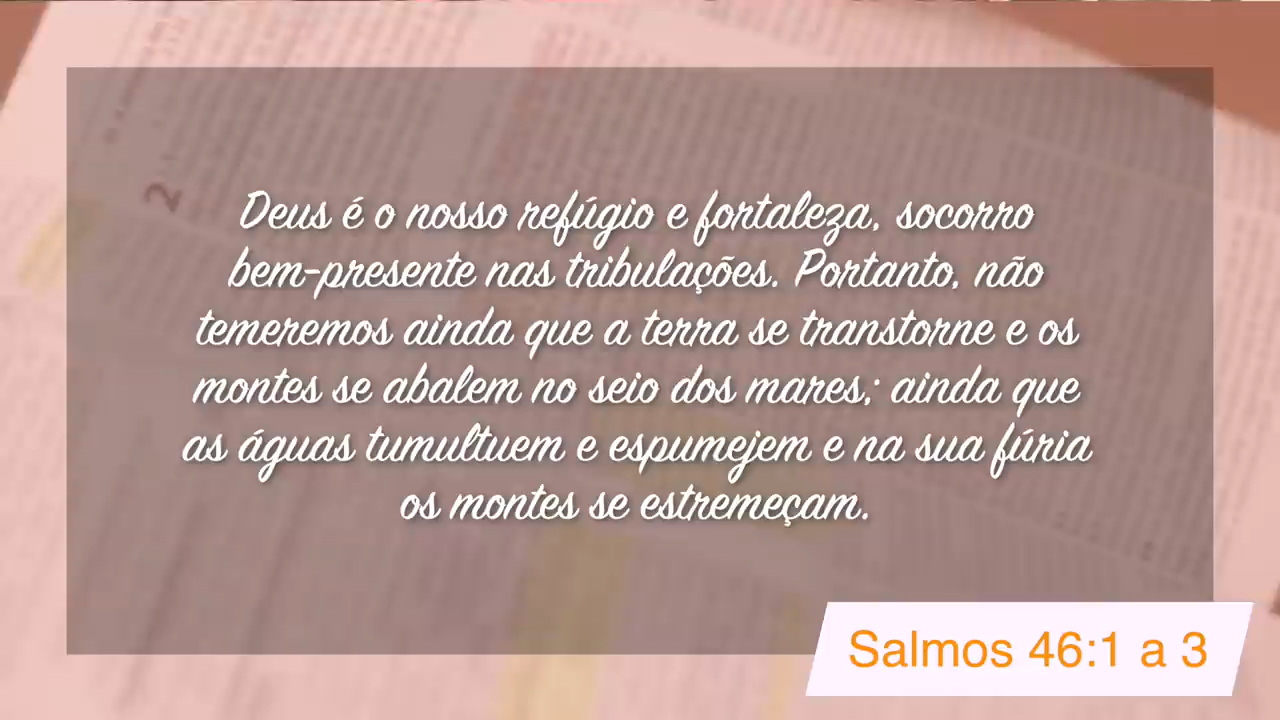 Deus é o nosso refúgio e fortaleza, socorro
bem-presente nas tribulações. Portanto, não
temeremos ainda que a terra se transtorne e os
montes se abalem no seio dos mares; ainda que
as águas tumultuem e espumejem e na sua fúria
os montes se estremeçam.
Salmos 46:1 a 3